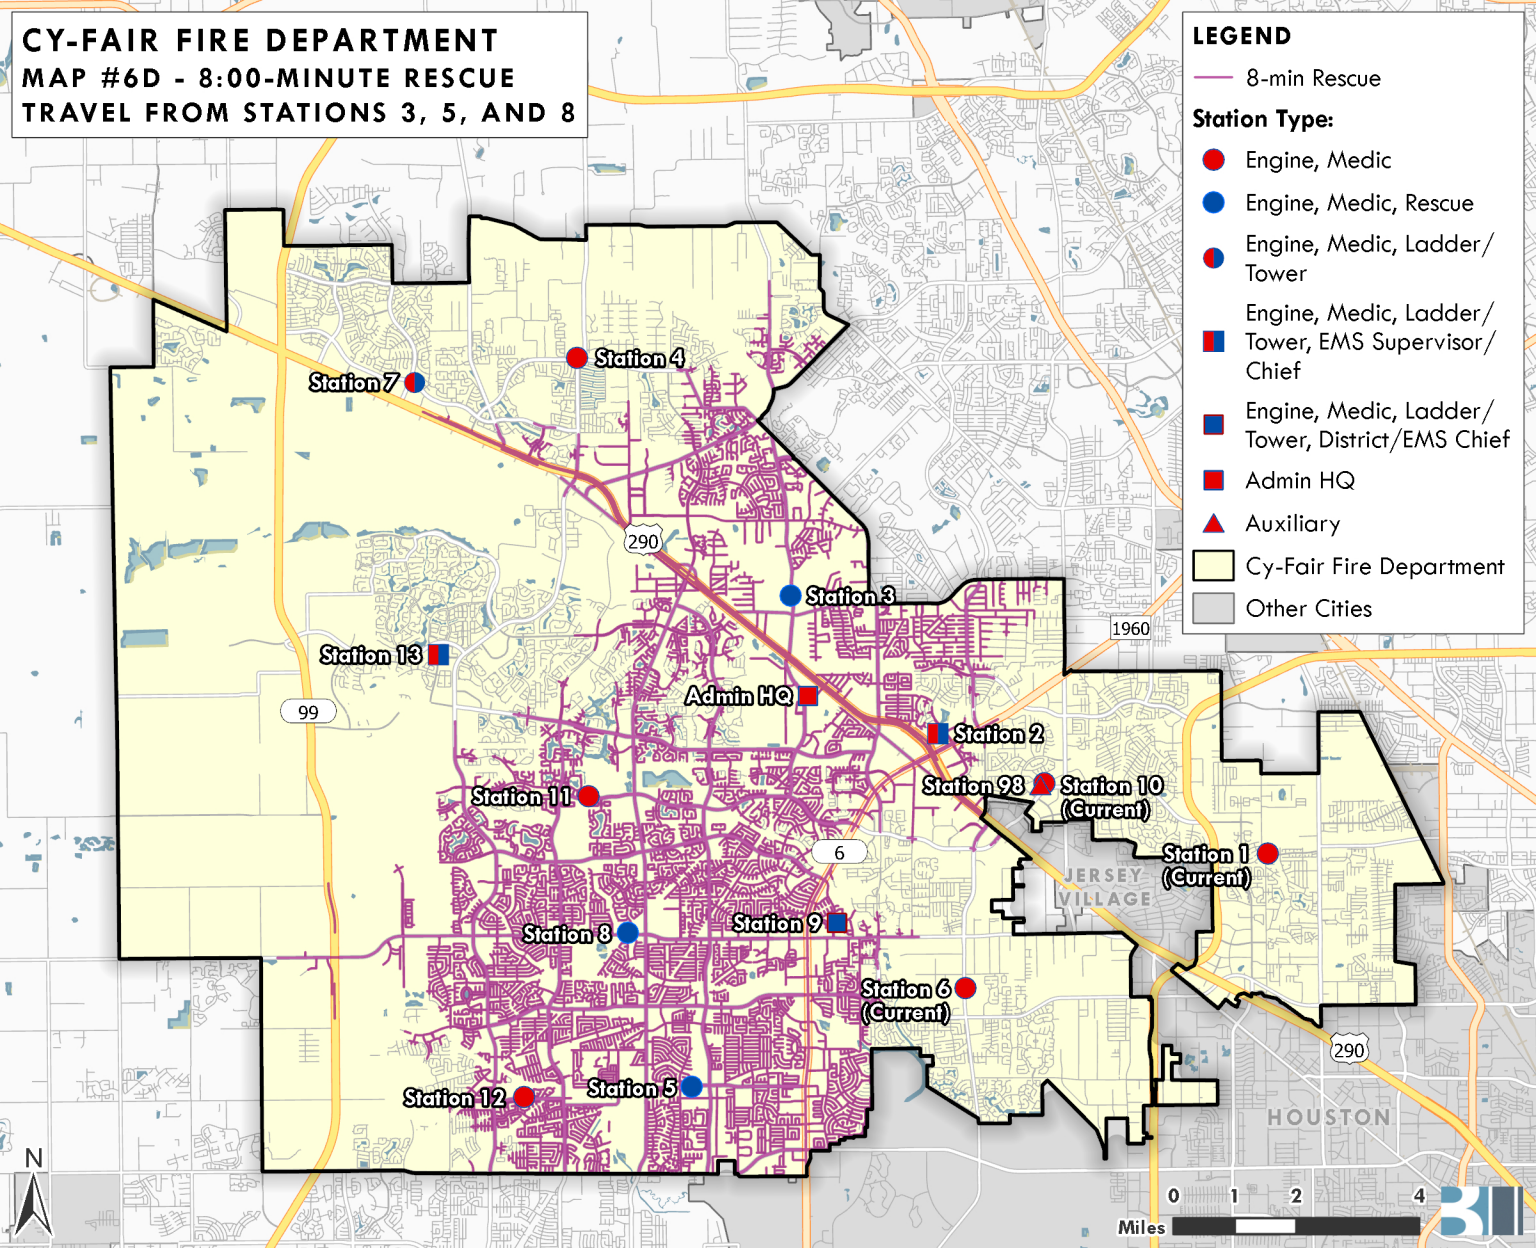 CY-FAIR FIRE DEPARTMENT
MAP #6D - 8:00-MINUTE RESCUE
TRAVEL FROM STATIONS 3, 5, AND 8
LEGEND
8-min Rescue
Station Type:
Engine, Medic
Engine, Medic, Rescue
Engine, Medic, Ladder/
Tower
Engine, Medic, Ladder/
Tower, EMS Supervisor/
Chief
Engine, Medic, Ladder/
Tower, District/EMS Chief
Admin HQ
Auxiliary
Cy-Fair Fire Department
Other Cities
Station 4
Station 7
290
Station 3
1960
Station 13
Admin HQ
99
Station 2
Station 98
Station 10
(Current)
Station 11
6
Station 1
(Current)
JERSEY
VILLAGE
Station 9
Station 8
Station 6
(Current)
290
Station 5
Station 12
HOUSTON
N
0 1 2 4
Miles